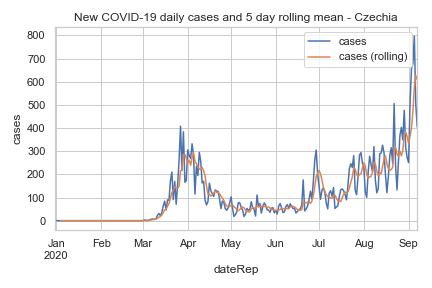 New COVID-19 daily cases and 5 day rolling mean - Czechia
cases
cases (rolling)
800
700
600
500
400
300
200
100
0
cases
Jan Feb Mar Apr May Jun Jul Aug Sep
2020
dateRep